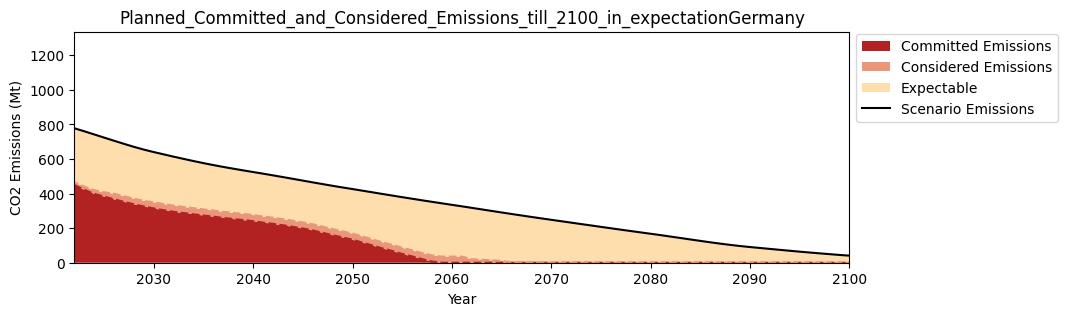 Planned_Committed_and_Considered_Emissions_till_2100_in_expectationGermany
Committed Emissions
Considered Emissions
Expectable
Scenario Emissions
CO2 Emissions (Mt)
1200
1000
800
600
400
200
0
2030 2040 2050 2060 2070 2080 2090 2100
Year